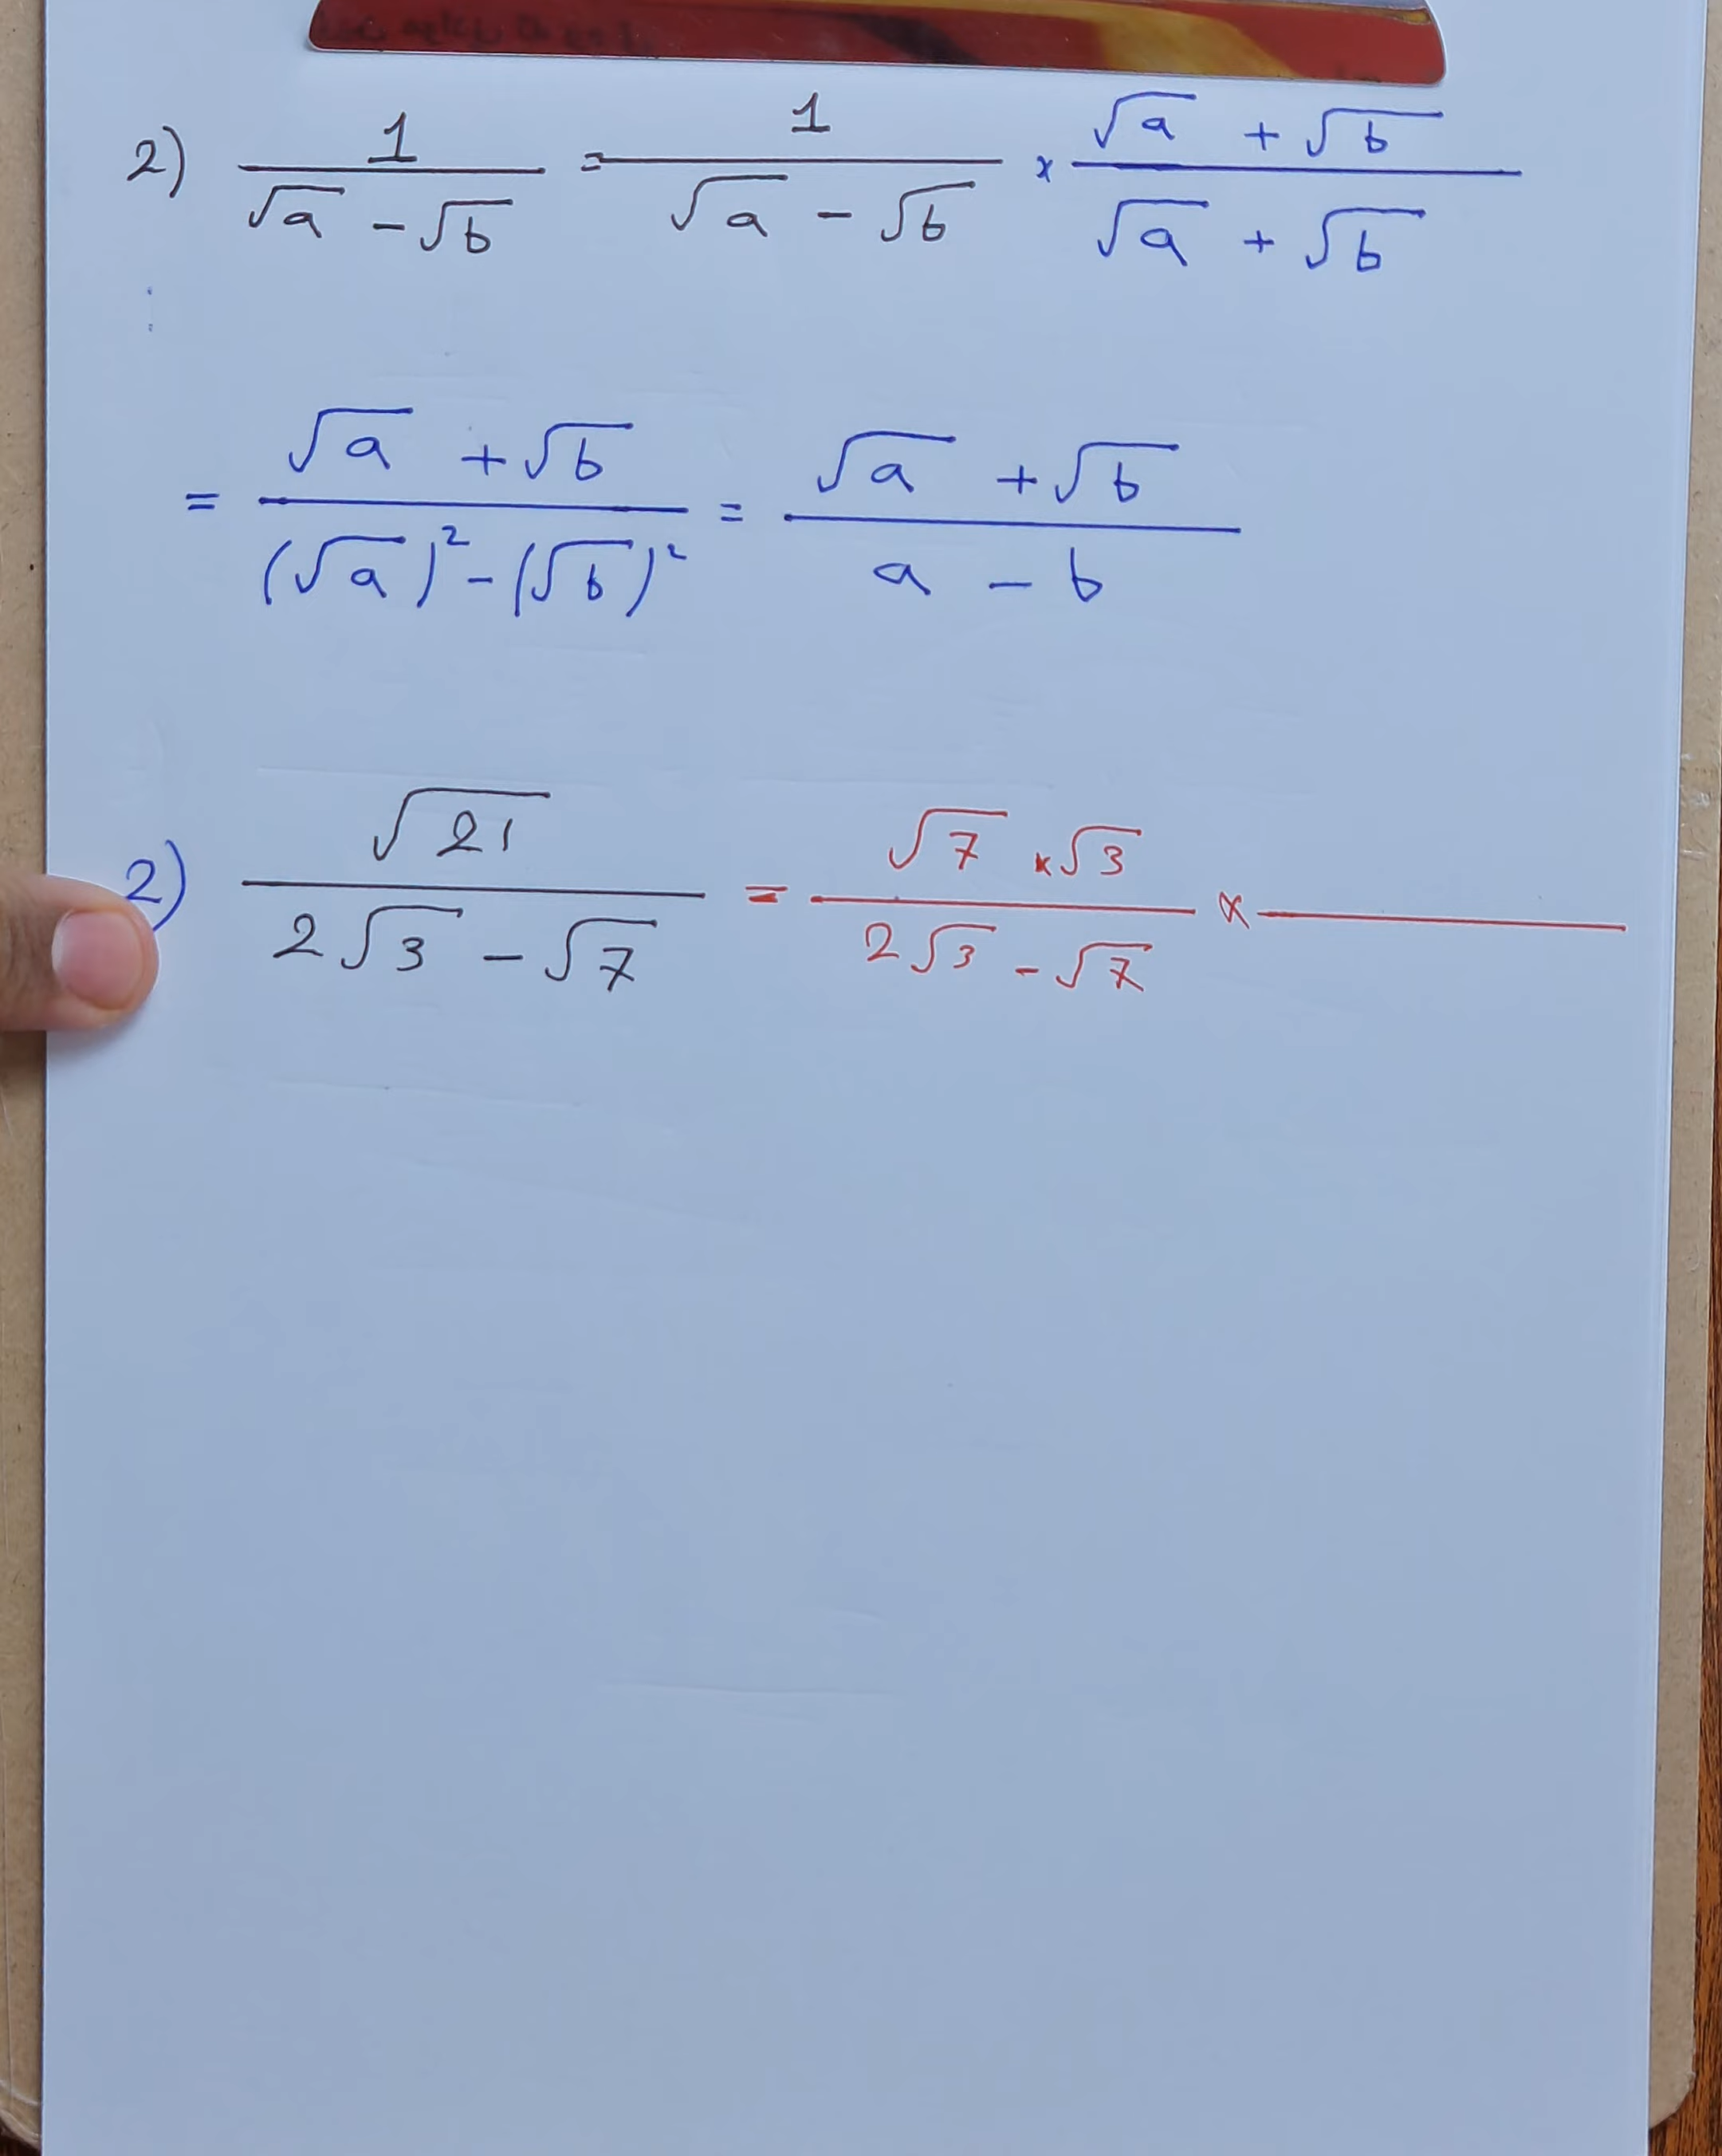 2) 1/(√a - √b) = 1/(√a - √b) × (√a + √b)/(√a + √b)
= (√a + √b)/((√a)² - (√b)²) = (√a + √b)/(a - b)
2) √21/(2√3 - √7) = (√7 × √3)/(2√3 - √7) ×